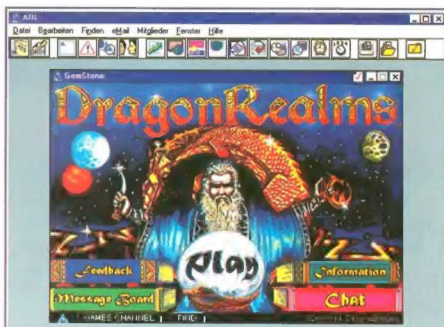 AOL
Datei Bearbeiten Finden eMail Mitglieder Fenster Hilfe
GemStone
DragonRealms
Play
Feedback
Information
Message Board
Chat
GAMES CHANNEL FIND